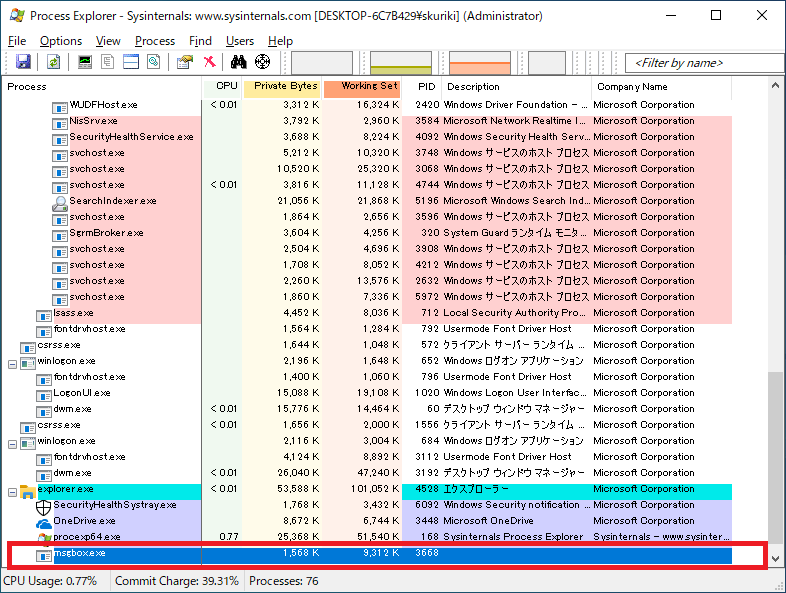 Process Explorer - Sysinternals: www.sysinternals.com [DESKTOP-6C7B429¥skuriki] (Administrator)
File Options View Process Find Users Help
<Filter by name>
Process CPU Private Bytes Working Set PID Description Company Name
WUDFHost.exe < 0.01 3,312 K 16,324 K 2420 Windows Driver Foundation - ... Microsoft Corporation
NisSrv.exe 3,792 K 2,960 K 3584 Microsoft Network Realtime I... Microsoft Corporation
SecurityHealthService.exe 3,688 K 8,224 K 4092 Windows Security Health Serv... Microsoft Corporation
svchost.exe 5,212 K 10,320 K 3748 Windows サービスのホスト プロセス Microsoft Corporation
svchost.exe 10,520 K 25,320 K 3068 Windows サービスのホスト プロセス Microsoft Corporation
svchost.exe < 0.01 3,816 K 11,128 K 4744 Windows サービスのホスト プロセス Microsoft Corporation
SearchIndexer.exe 21,056 K 21,868 K 5196 Microsoft Windows Search Ind... Microsoft Corporation
svchost.exe 1,864 K 2,656 K 3596 Windows サービスのホスト プロセス Microsoft Corporation
SgrmBroker.exe 3,604 K 4,256 K 320 System Guard ランタイム モニタ... Microsoft Corporation
svchost.exe 2,504 K 4,696 K 3908 Windows サービスのホスト プロセス Microsoft Corporation
svchost.exe 1,708 K 8,052 K 4212 Windows サービスのホスト プロセス Microsoft Corporation
svchost.exe 2,260 K 13,576 K 2632 Windows サービスのホスト プロセス Microsoft Corporation
svchost.exe 1,860 K 7,336 K 5972 Windows サービスのホスト プロセス Microsoft Corporation
lsass.exe 4,452 K 8,036 K 712 Local Security Authority Pro... Microsoft Corporation
fontdrvhost.exe 1,564 K 1,284 K 792 Usermode Font Driver Host Microsoft Corporation
csrss.exe 1,644 K 1,048 K 572 クライアント サーバー ランタイム ... Microsoft Corporation
winlogon.exe 2,196 K 1,648 K 652 Windows ログオン アプリケーション Microsoft Corporation
fontdrvhost.exe 1,400 K 1,060 K 796 Usermode Font Driver Host Microsoft Corporation
LogonUI.exe 15,088 K 19,108 K 1020 Windows Logon User Interfac... Microsoft Corporation
dwm.exe < 0.01 15,776 K 14,464 K 60 デスクトップ ウィンドウ マネージャー Microsoft Corporation
csrss.exe < 0.01 1,656 K 2,000 K 1556 クライアント サーバー ランタイム ... Microsoft Corporation
winlogon.exe 2,116 K 3,004 K 684 Windows ログオン アプリケーション Microsoft Corporation
fontdrvhost.exe 4,124 K 8,892 K 3112 Usermode Font Driver Host Microsoft Corporation
dwm.exe < 0.01 26,040 K 47,240 K 3192 デスクトップ ウィンドウ マネージャー Microsoft Corporation
explorer.exe < 0.01 53,588 K 101,052 K 4528 エクスプローラー Microsoft Corporation
SecurityHealthSystray.exe 1,768 K 3,432 K 6092 Windows Security notification ... Microsoft Corporation
OneDrive.exe 8,672 K 6,744 K 3448 Microsoft OneDrive Microsoft Corporation
procexp64.exe 0.77 25,368 K 51,540 K 168 Sysinternals Process Explorer Sysinternals - www.sysinter...
msgbox.exe 1,568 K 9,312 K 3668
CPU Usage: 0.77% Commit Charge: 39.31% Processes: 76